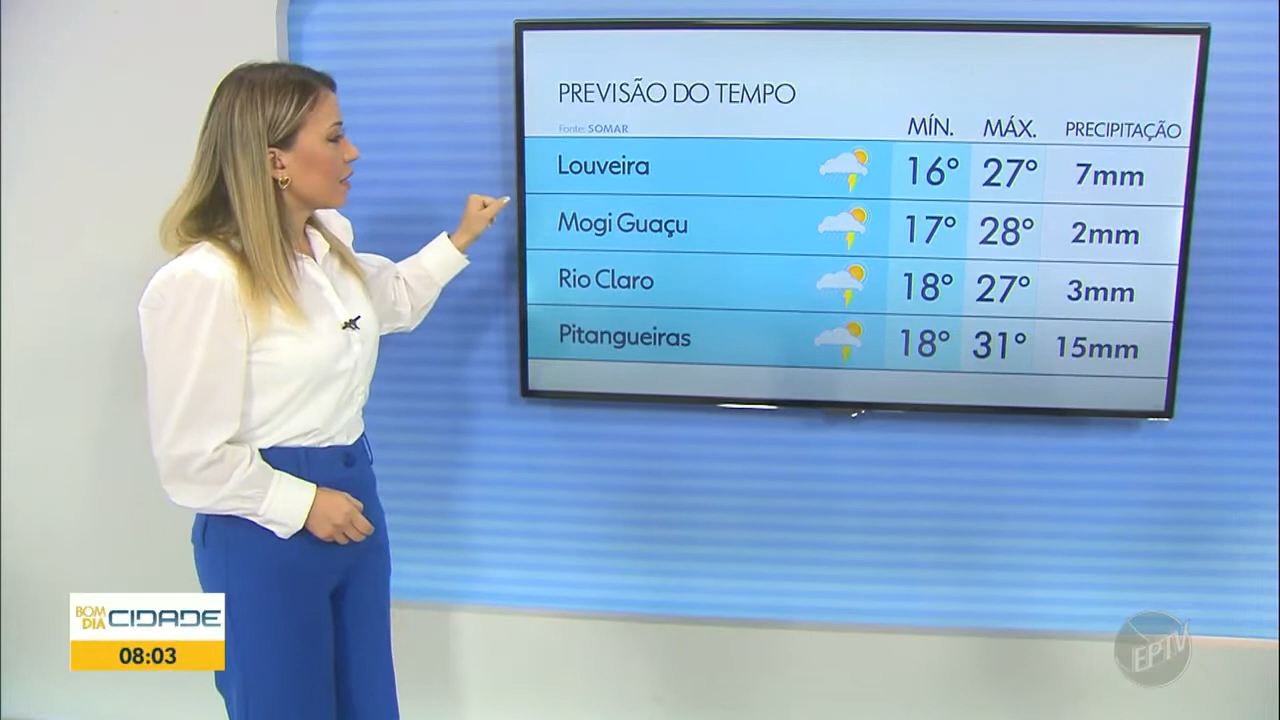 PREVISÃO DO TEMPO
Fonte: SOMAR
MÍN. MÁX. PRECIPITAÇÃO
Louveira 16° 27° 7mm
Mogi Guaçu 17° 28° 2mm
Rio Claro 18° 27° 3mm
Pitangueiras 18° 31° 15mm
BOM DIA CIDADE
08:03
EPTV